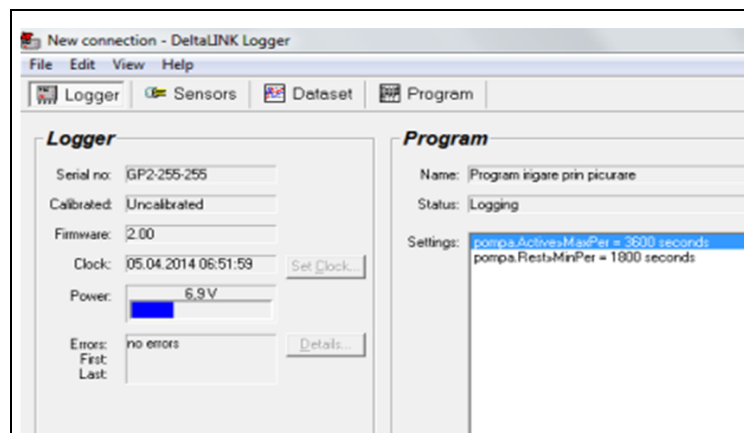 New connection - DeltaLINK Logger
File Edit View Help
Logger Sensors Dataset Program
Logger
Serial no: GP2-255-255
Calibrated: Uncalibrated
Firmware: 2.00
Clock: 05.04.2014 06:51:59 Set Clock...
Power: 6.9 V
Errors: no errors Details...
First:
Last:
Program
Name: Program irigare prin picurare
Status: Logging
Settings: pompa.Active>MaxPer = 3600 seconds
pompa.Rest>MinPer = 1800 seconds